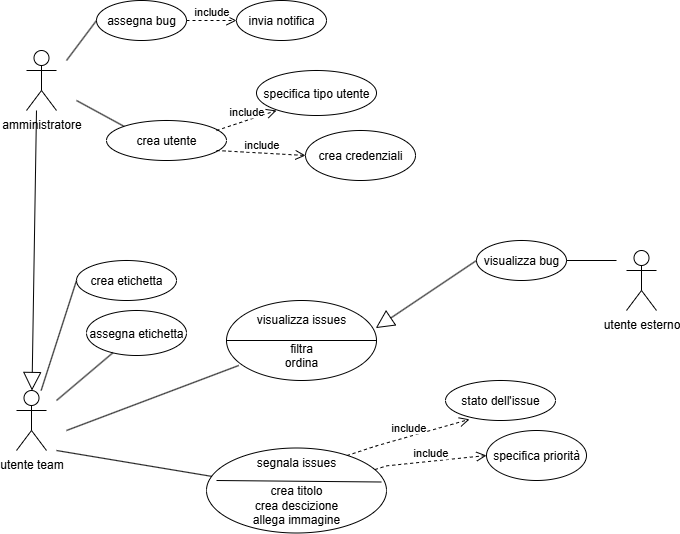 assegna bug
include
invia notifica
amministratore
specifica tipo utente
include
crea utente
include
crea credenziali
visualizza bug
utente esterno
crea etichetta
assegna etichetta
visualizza issues
filtra
ordina
utente team
stato dell'issue
include
segnala issues
include
specifica priorità
crea titolo
crea descizione
allega immagine